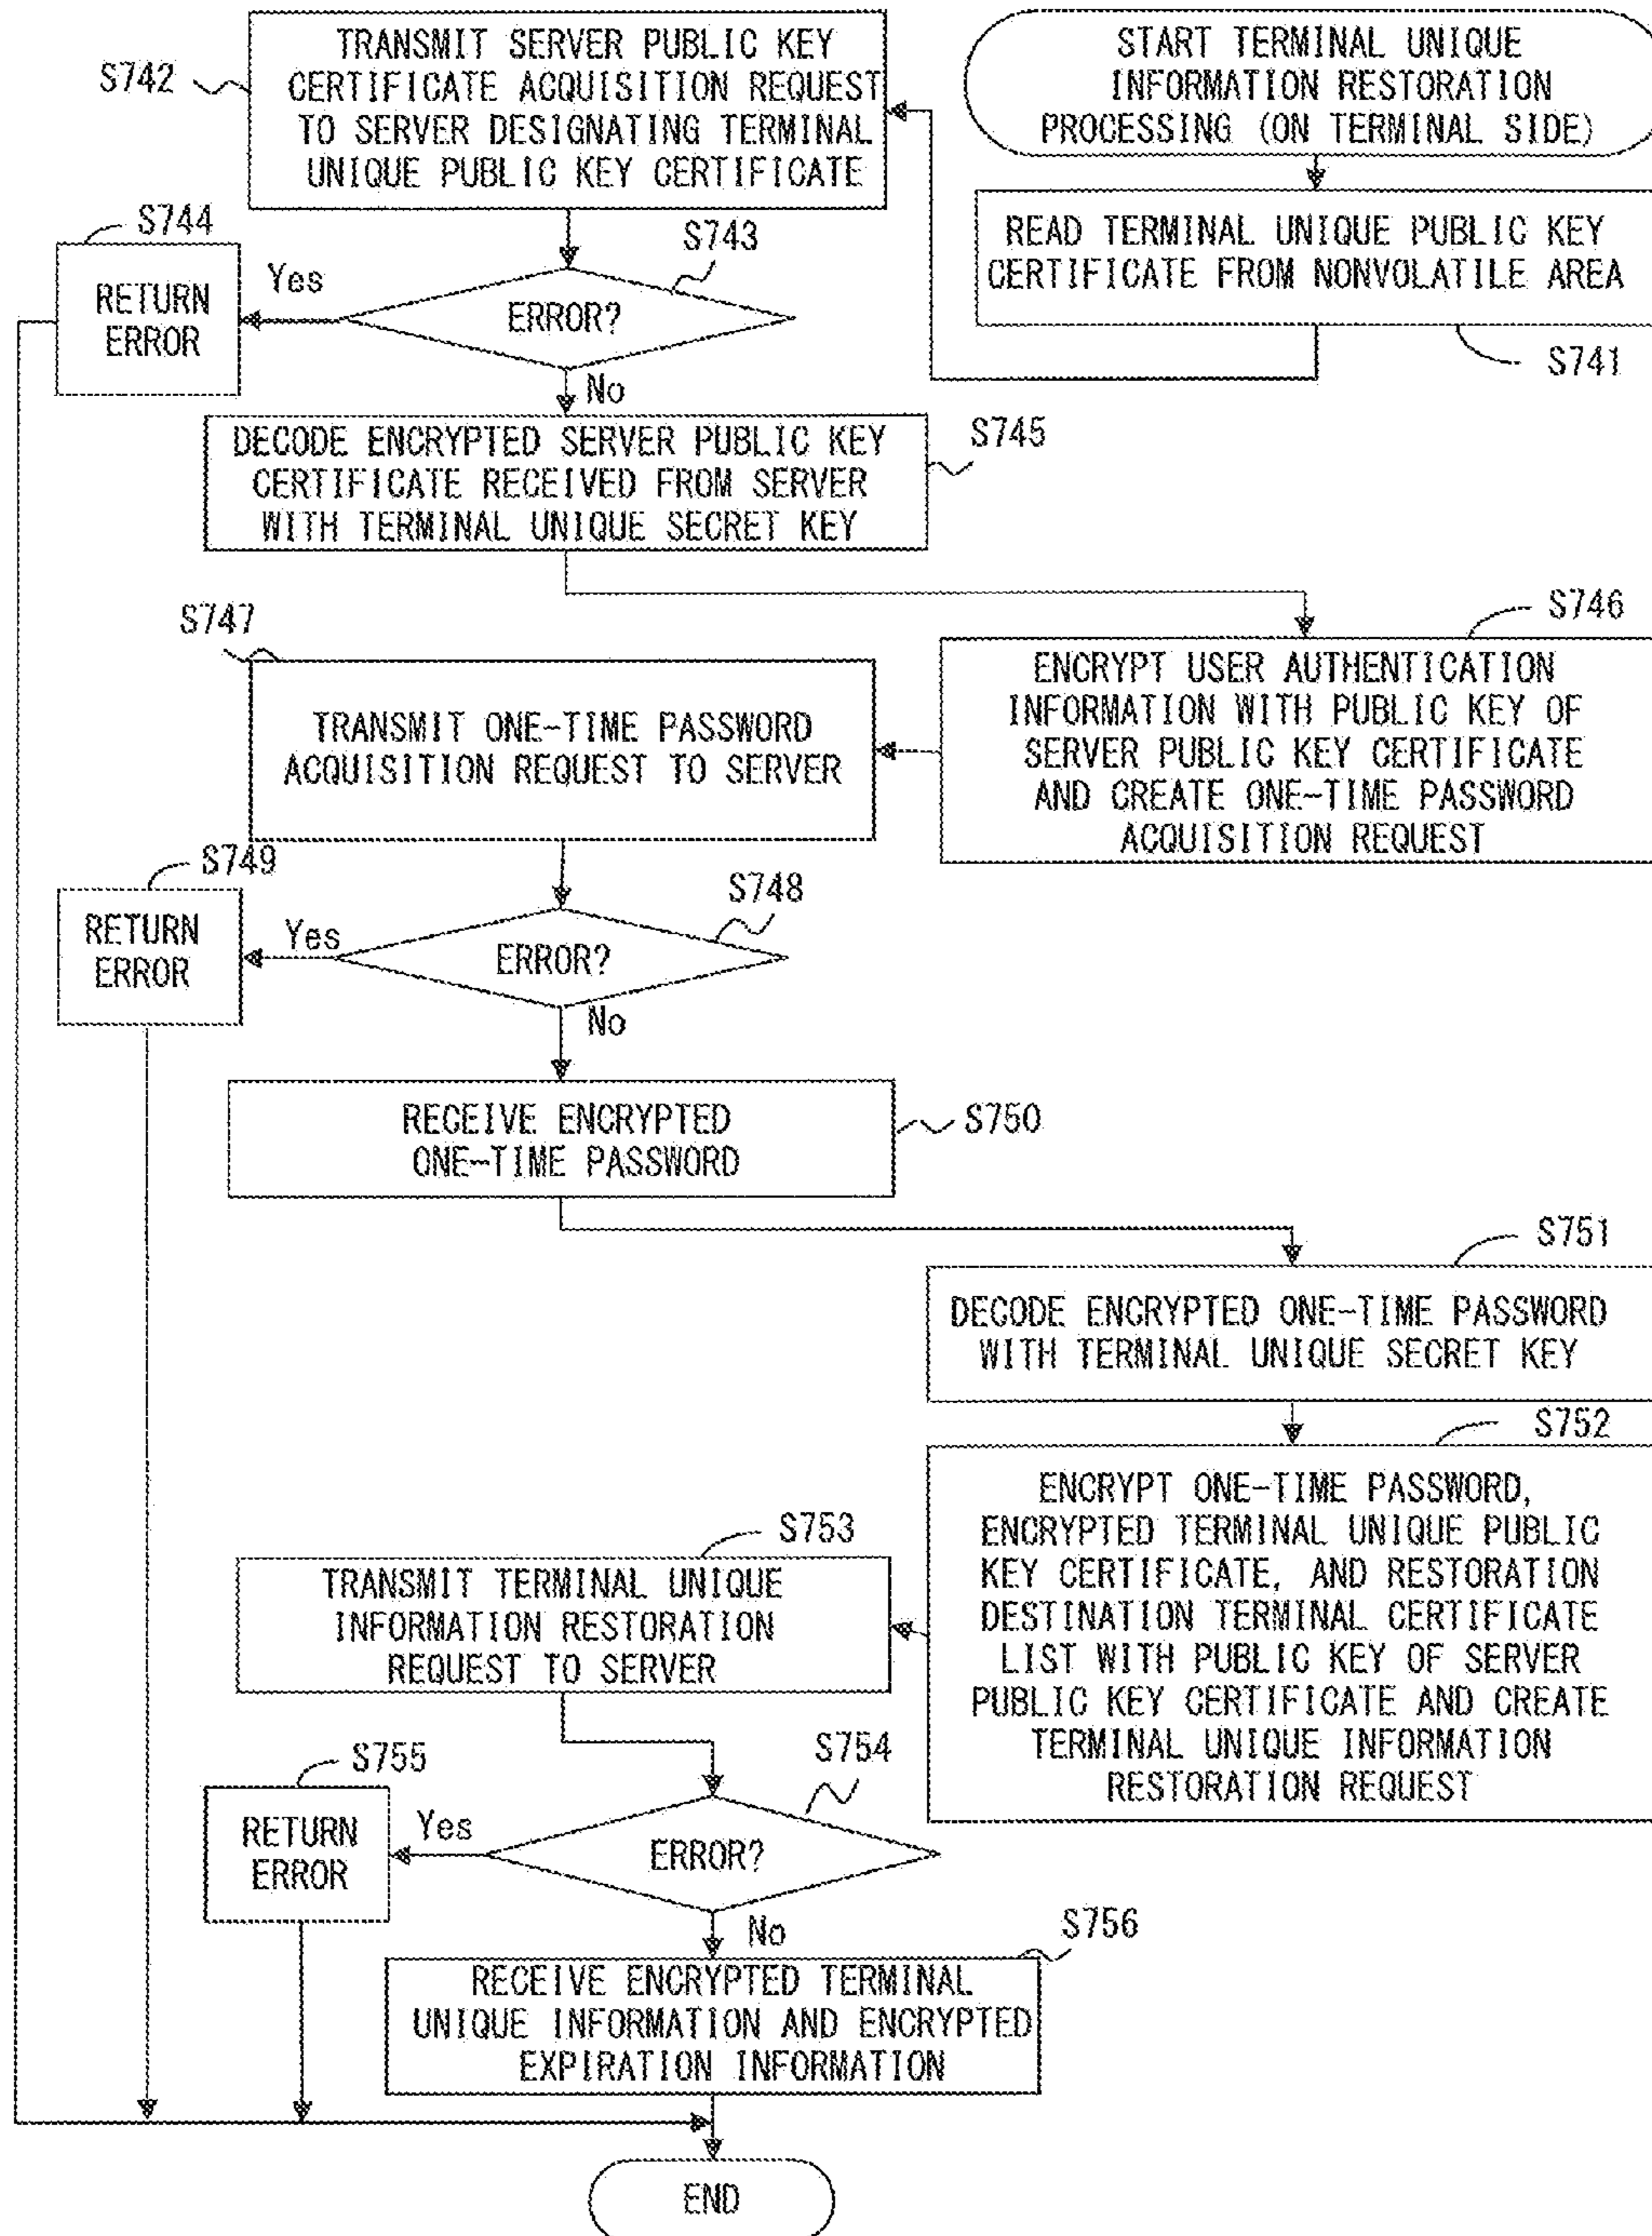 START TERMINAL UNIQUE
INFORMATION RESTORATION
PROCESSING (ON TERMINAL SIDE)
READ TERMINAL UNIQUE PUBLIC KEY
CERTIFICATE FROM NONVOLATILE AREA
S741
S742
TRANSMIT SERVER PUBLIC KEY
CERTIFICATE ACQUISITION REQUEST
TO SERVER DESIGNATING TERMINAL
UNIQUE PUBLIC KEY CERTIFICATE
S743
ERROR?
Yes
S744
RETURN
ERROR
No
S745
DECODE ENCRYPTED SERVER PUBLIC KEY
CERTIFICATE RECEIVED FROM SERVER
WITH TERMINAL UNIQUE SECRET KEY
S746
ENCRYPT USER AUTHENTICATION
INFORMATION WITH PUBLIC KEY OF
SERVER PUBLIC KEY CERTIFICATE
AND CREATE ONE-TIME PASSWORD
ACQUISITION REQUEST
S747
TRANSMIT ONE-TIME PASSWORD
ACQUISITION REQUEST TO SERVER
S748
ERROR?
Yes
S749
RETURN
ERROR
No
RECEIVE ENCRYPTED
ONE-TIME PASSWORD
S750
S751
DECODE ENCRYPTED ONE-TIME PASSWORD
WITH TERMINAL UNIQUE SECRET KEY
S752
ENCRYPT ONE-TIME PASSWORD,
ENCRYPTED TERMINAL UNIQUE PUBLIC
KEY CERTIFICATE, AND RESTORATION
DESTINATION TERMINAL CERTIFICATE
LIST WITH PUBLIC KEY OF SERVER
PUBLIC KEY CERTIFICATE AND CREATE
TERMINAL UNIQUE INFORMATION
RESTORATION REQUEST
S753
TRANSMIT TERMINAL UNIQUE
INFORMATION RESTORATION
REQUEST TO SERVER
S754
ERROR?
Yes
S755
RETURN
ERROR
No
S756
RECEIVE ENCRYPTED TERMINAL
UNIQUE INFORMATION AND ENCRYPTED
EXPIRATION INFORMATION
END